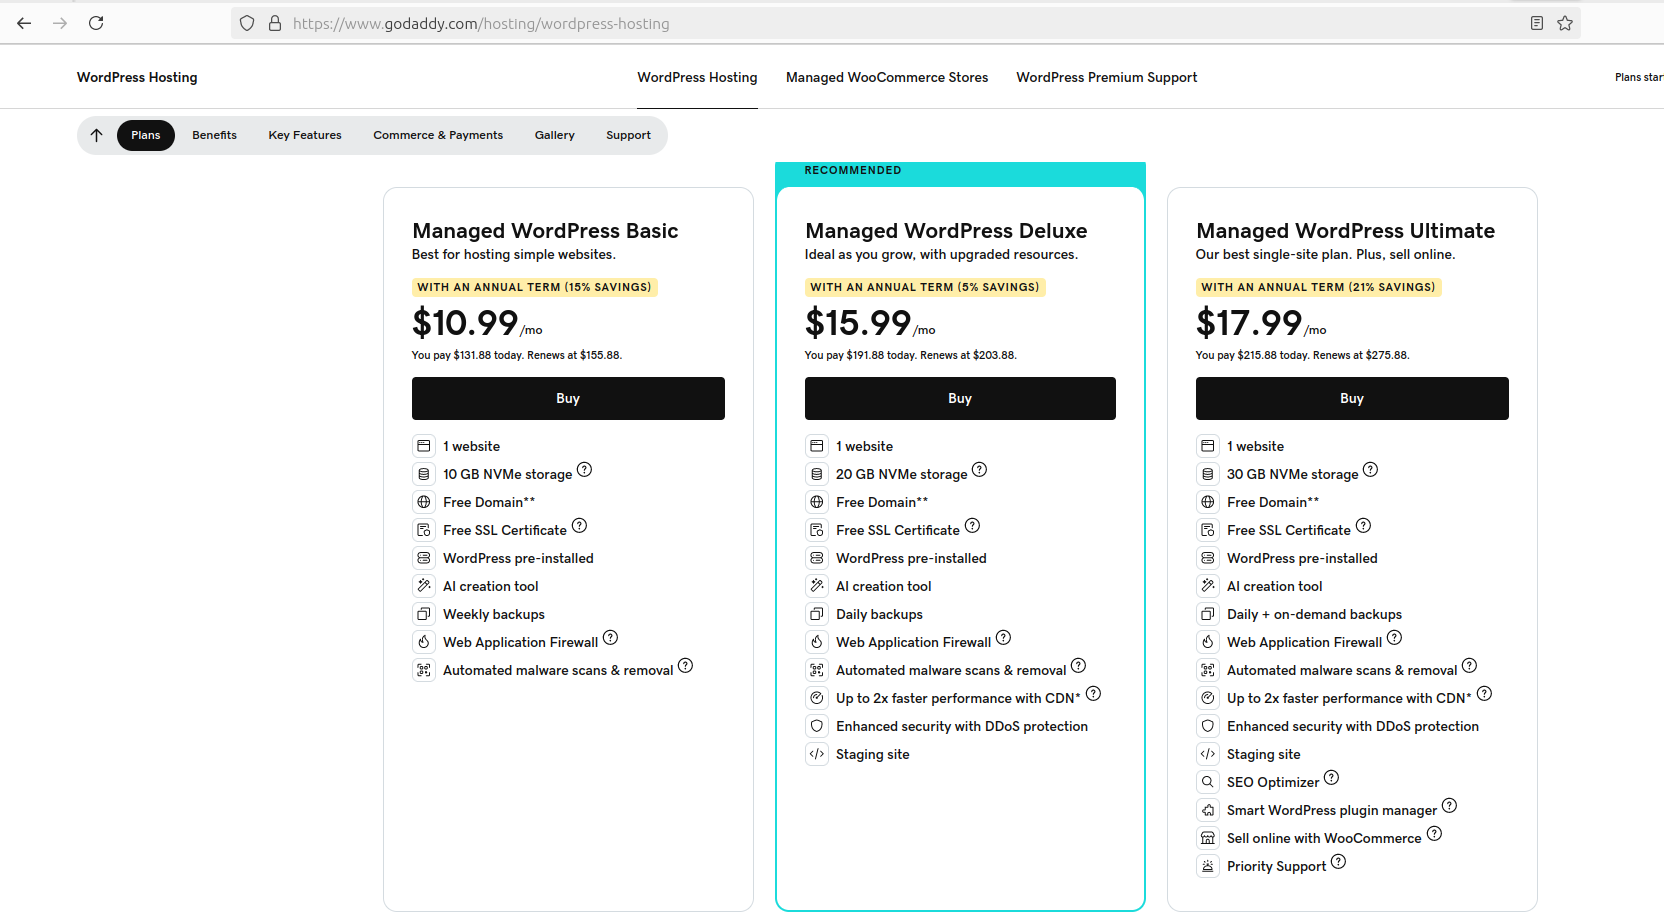 https://www.godaddy.com/hosting/wordpress-hosting
WordPress Hosting
WordPress Hosting
Managed WooCommerce Stores
WordPress Premium Support
Plans star
Plans
Benefits
Key Features
Commerce & Payments
Gallery
Support
Managed WordPress Basic
Best for hosting simple websites.
WITH AN ANNUAL TERM (15% SAVINGS)
$10.99/mo
You pay $131.88 today. Renews at $155.88.
Buy
1 website
10 GB NVMe storage ?
Free Domain**
Free SSL Certificate ?
WordPress pre-installed
AI creation tool
Weekly backups
Web Application Firewall ?
Automated malware scans & removal ?
RECOMMENDED
Managed WordPress Deluxe
Ideal as you grow, with upgraded resources.
WITH AN ANNUAL TERM (5% SAVINGS)
$15.99/mo
You pay $191.88 today. Renews at $203.88.
Buy
1 website
20 GB NVMe storage ?
Free Domain**
Free SSL Certificate ?
WordPress pre-installed
AI creation tool
Daily backups
Web Application Firewall ?
Automated malware scans & removal ?
Up to 2x faster performance with CDN* ?
Enhanced security with DDoS protection
Staging site
Managed WordPress Ultimate
Our best single-site plan. Plus, sell online.
WITH AN ANNUAL TERM (21% SAVINGS)
$17.99/mo
You pay $215.88 today. Renews at $275.88.
Buy
1 website
30 GB NVMe storage ?
Free Domain**
Free SSL Certificate ?
WordPress pre-installed
AI creation tool
Daily + on-demand backups
Web Application Firewall ?
Automated malware scans & removal ?
Up to 2x faster performance with CDN* ?
Enhanced security with DDoS protection
Staging site
SEO Optimizer ?
Smart WordPress plugin manager ?
Sell online with WooCommerce ?
Priority Support ?